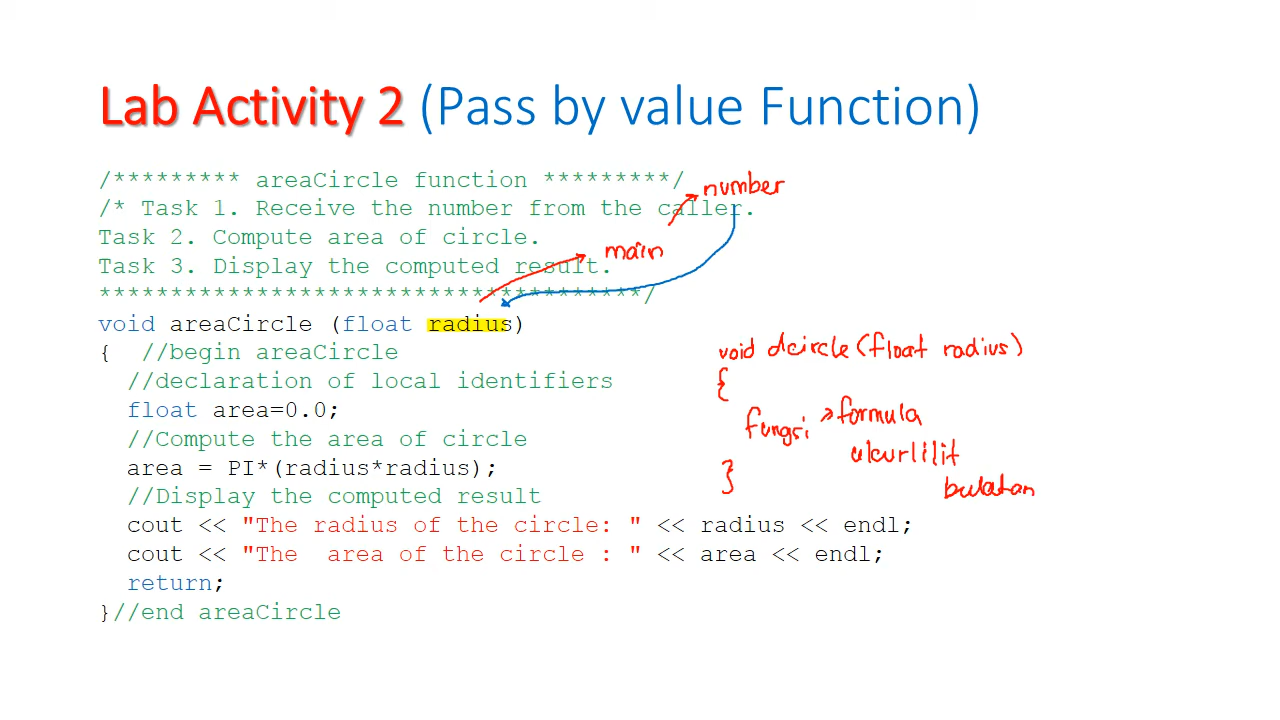 Lab Activity 2 (Pass by value Function)
/********* areaCircle function *********/
number
/* Task 1. Receive the number from the caller.
Task 2. Compute area of circle.
main
Task 3. Display the computed result.
**************************************/
void areaCircle (float radius)
{ //begin areaCircle
//declaration of local identifiers
float area=0.0;
//Compute the area of circle
area = PI*(radius*radius);
//Display the computed result
cout << "The radius of the circle: " << radius << endl;
cout << "The  area of the circle : " << area << endl;
return;
}//end areaCircle
void dcircle(float radius)
{
fungsi > formula
ukurlilit
bulatan
}